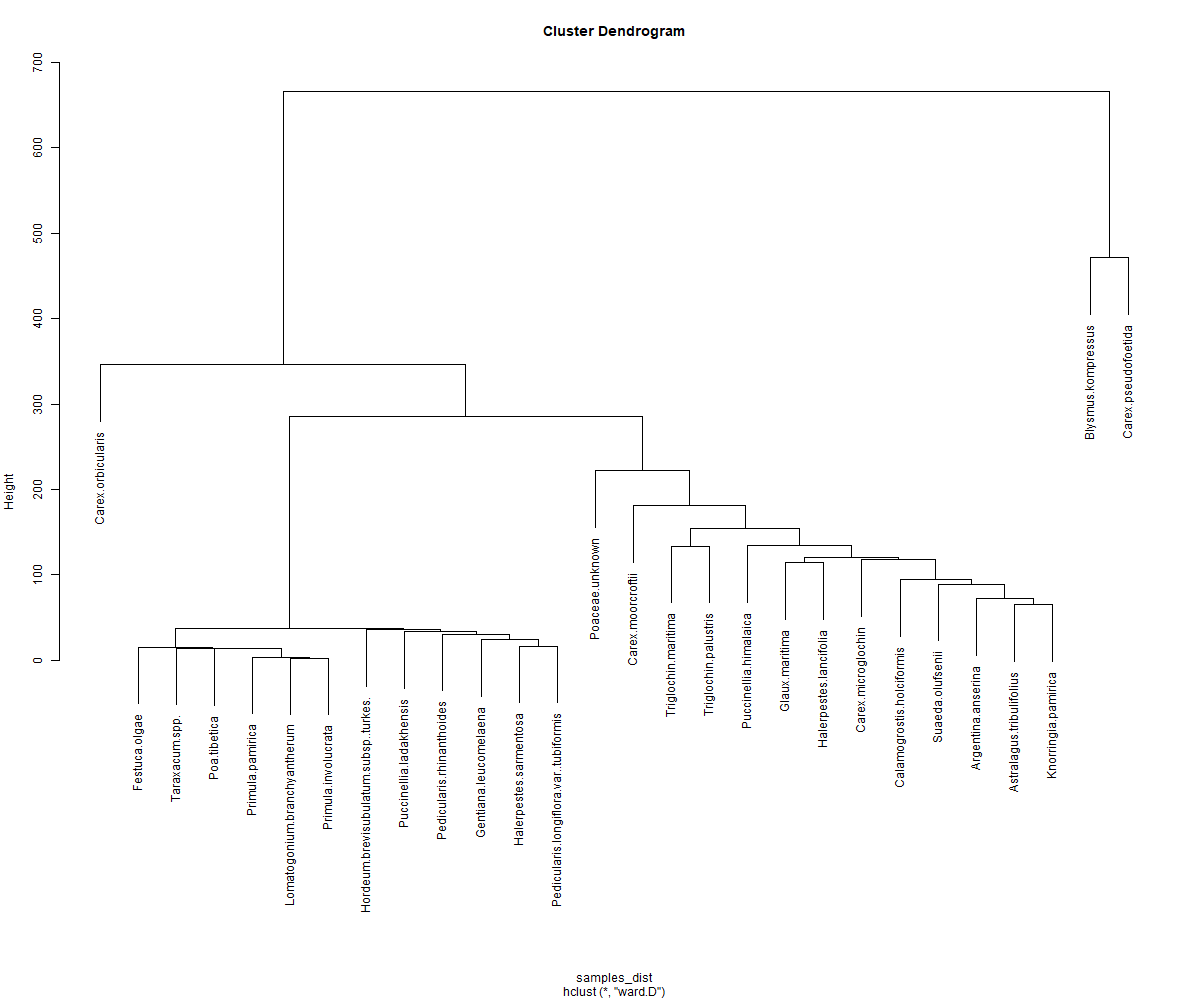 Cluster Dendrogram
700
600
500
400
300
200
100
0
Height
Carex.orbicularis
Festuca.olgae
Taraxacum.spp.
Poa.tibetica
Primula.pamirica
Lomatogonium.branchyantherum
Primula.involucrata
Hordeum.brevisubulatum.subsp..turkes.
Puccinellia.ladakhensis
Pedicularis.rhinanthoides
Gentiana.leucomelaena
Halerpestes.sarmentosa
Pedicularis.longiflora.var..tubiformis
Poaceae.unknown
Carex.moorcroftii
Triglochin.maritima
Triglochin.palustris
Puccinellia.himalaica
Glaux.maritima
Halerpestes.lancifolia
Carex.microglochin
Calamogrostis.holciformis
Suaeda.olufsenii
Argentina.anserina
Astralagus.tribulifolius
Knorringia.pamirica
Blysmus.kompressus
Carex.pseudofoetida
samples_dist
hclust (*, "ward.D")